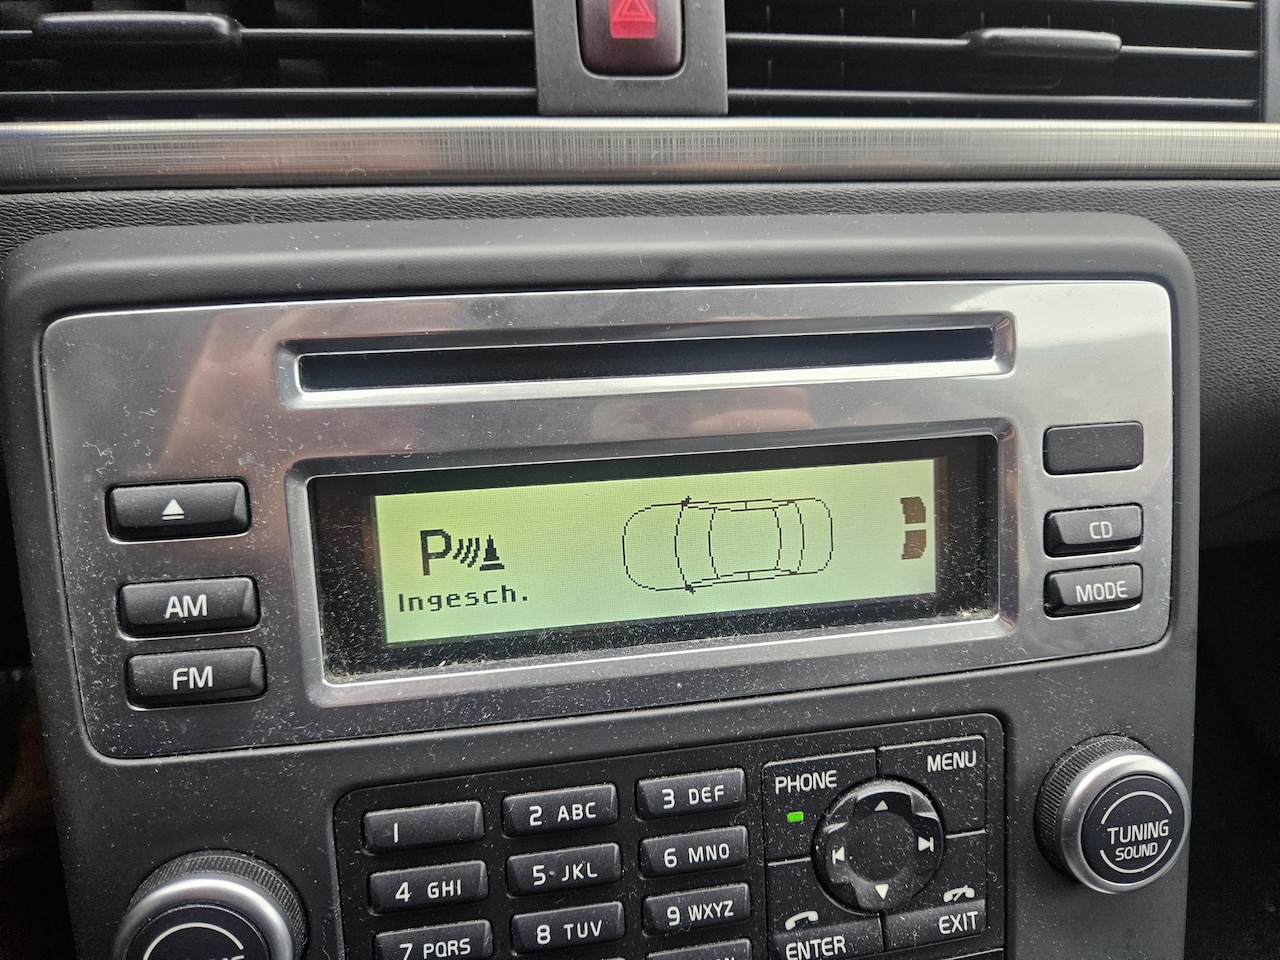 P
Ingesch.
AM
FM
CD
MODE
PHONE
MENU
1
2 ABC
3 DEF
4 GHI
5 JKL
6 MNO
7 PQRS
8 TUV
9 WXYZ
ENTER
EXIT
TUNING
SOUND